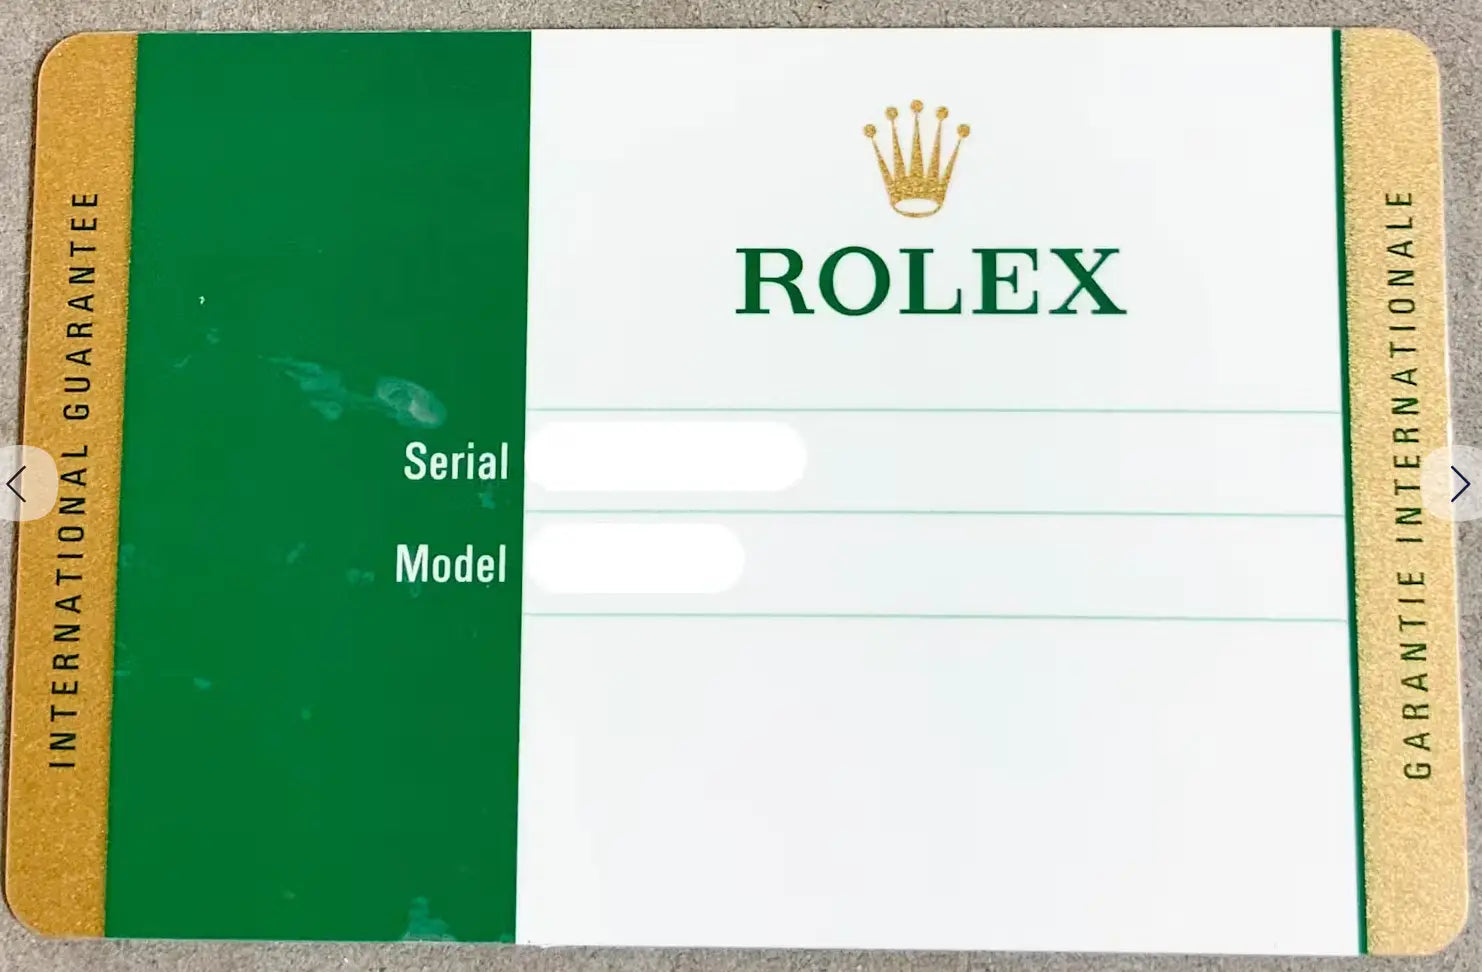 INTERNATIONAL GUARANTEE
ROLEX
Serial
Model
GARANTIE INTERNATIONALE